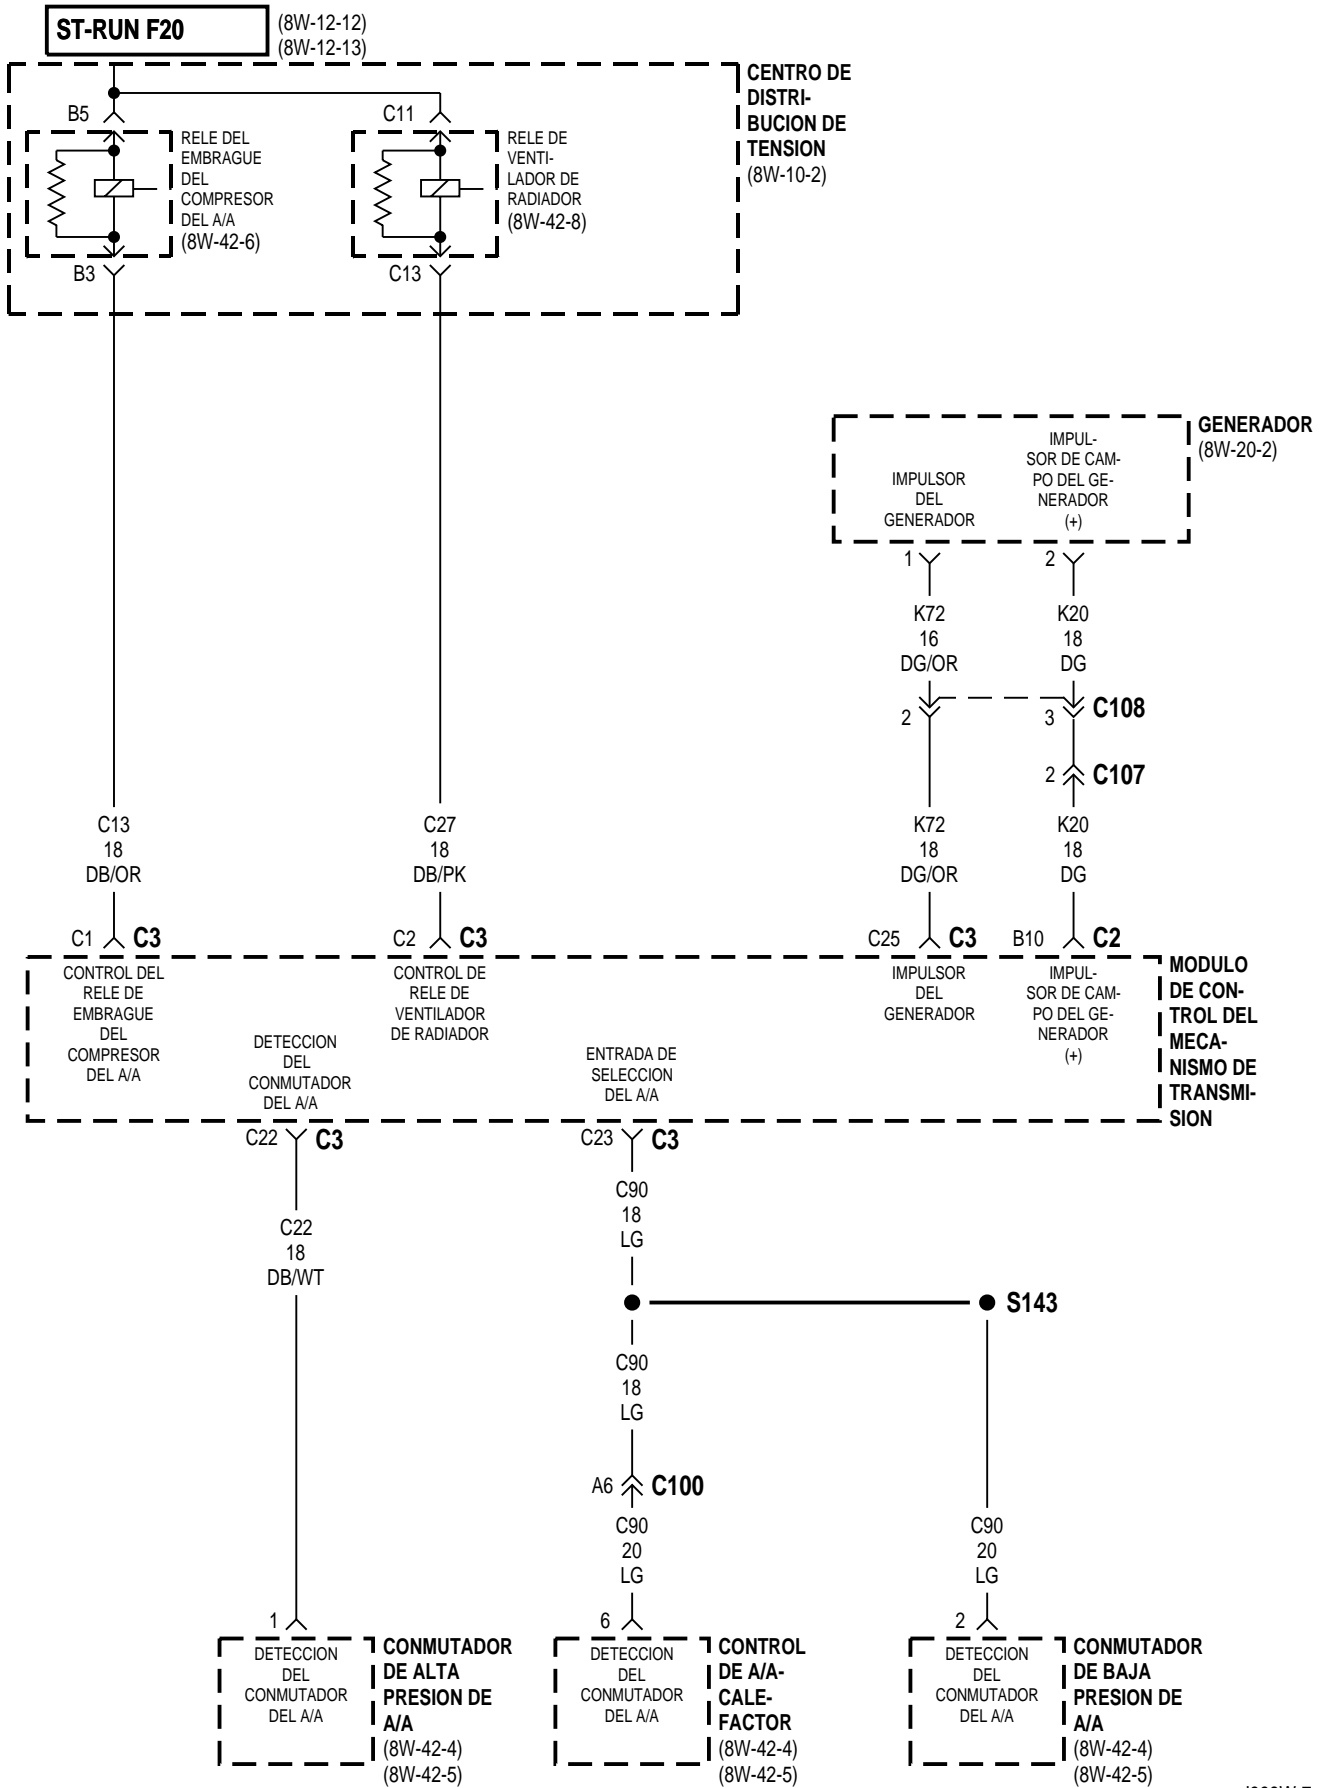 ST-RUN F20
(8W-12-12)
(8W-12-13)
CENTRO DE
DISTRI-
BUCION DE
TENSION
(8W-10-2)
B5
C11
RELE DEL
EMBRAGUE
DEL
COMPRESOR
DEL A/A
(8W-42-6)
RELE DE
VENTI-
LADOR DE
RADIADOR
(8W-42-8)
B3
C13
GENERADOR
(8W-20-2)
IMPULSOR
DEL
GENERADOR
IMPUL-
SOR DE CAM-
PO DEL GE-
NERADOR
(+)
1
2
K72
16
DG/OR
K20
18
DG
2
3
C108
2
C107
C13
18
DB/OR
C27
18
DB/PK
K72
18
DG/OR
K20
18
DG
C1
C3
C2
C3
C25
C3
B10
C2
CONTROL DEL
RELE DE
EMBRAGUE
DEL
COMPRESOR
DEL A/A
DETECCION
DEL
CONMUTADOR
DEL A/A
CONTROL DE
RELE DE
VENTILADOR
DE RADIADOR
ENTRADA DE
SELECCION
DEL A/A
IMPULSOR
DEL
GENERADOR
IMPUL-
SOR DE CAM-
PO DEL GE-
NERADOR
(+)
MODULO
DE CON-
TROL DEL
MECA-
NISMO DE
TRANSMI-
SION
C22
C3
C23
C3
C22
18
DB/WT
C90
18
LG
S143
C90
18
LG
A6
C100
C90
20
LG
C90
20
LG
1
6
2
DETECCION
DEL
CONMUTADOR
DEL A/A
CONMUTADOR
DE ALTA
PRESION DE
A/A
(8W-42-4)
(8W-42-5)
DETECCION
DEL
CONMUTADOR
DEL A/A
CONTROL
DE A/A-
CALE-
FACTOR
(8W-42-4)
(8W-42-5)
DETECCION
DEL
CONMUTADOR
DEL A/A
CONMUTADOR
DE BAJA
PRESION DE
A/A
(8W-42-4)
(8W-42-5)